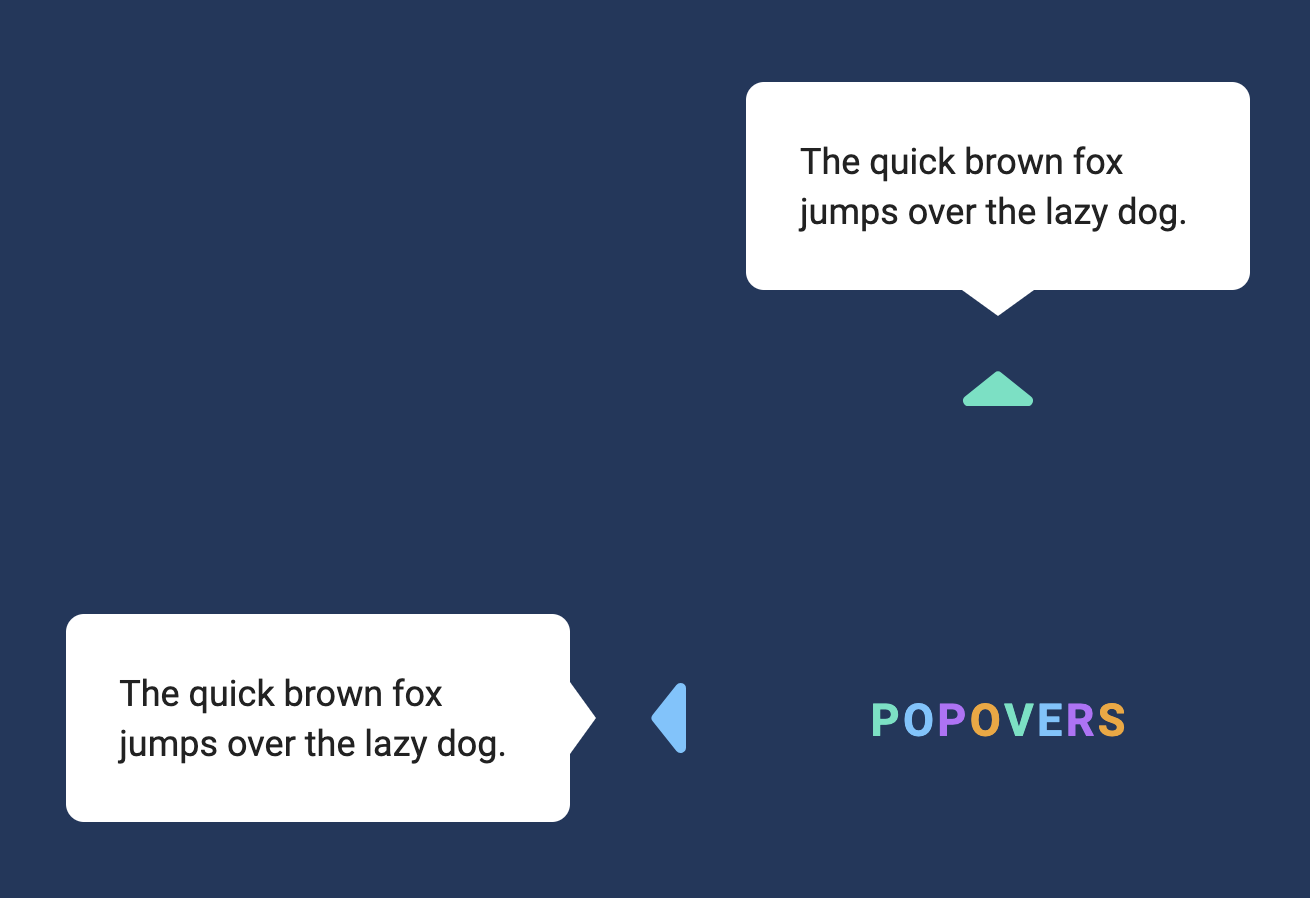 The quick brown fox
jumps over the lazy dog.
The quick brown fox
jumps over the lazy dog.
POPOVERS